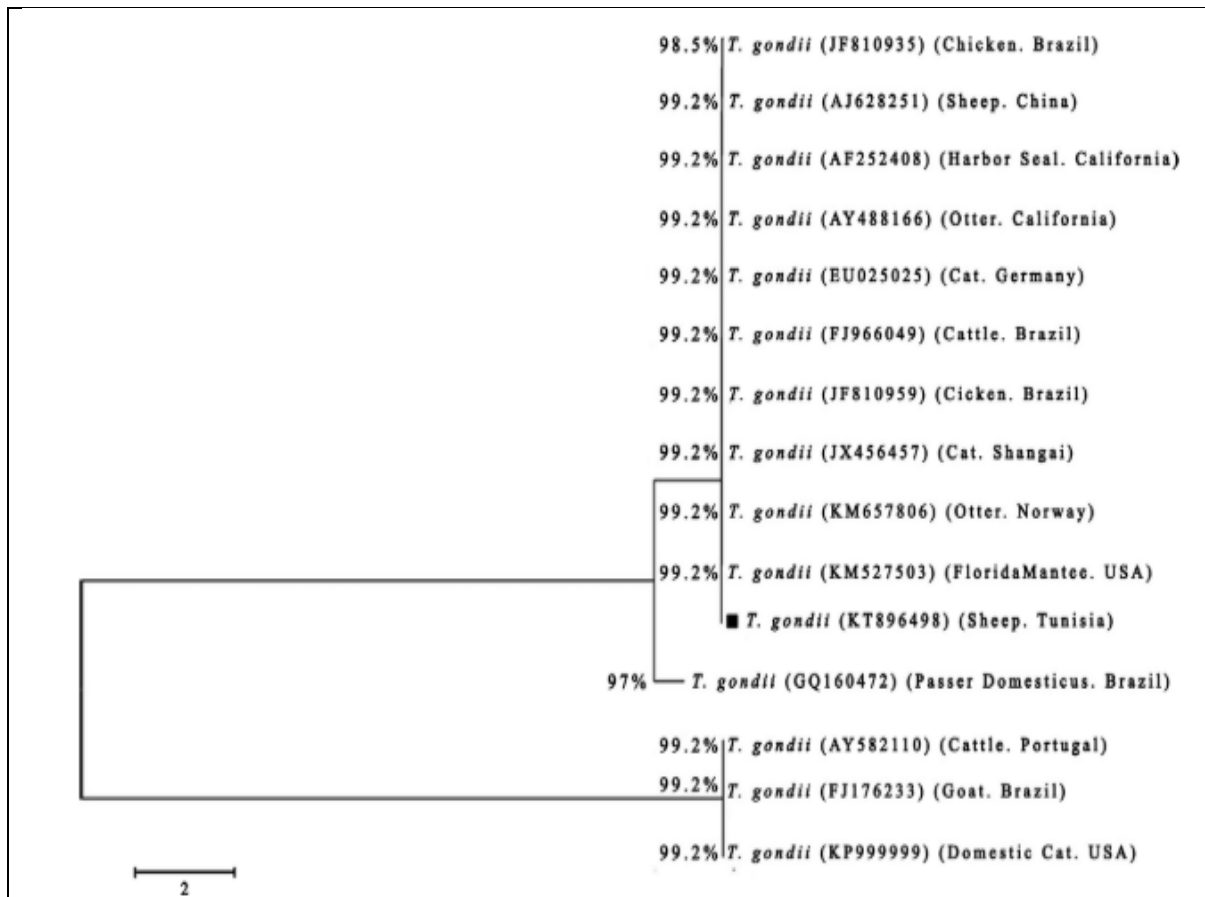 98.5% T. gondii (JF810935) (Chicken. Brazil)
99.2% T. gondii (AJ628251) (Sheep. China)
99.2% T. gondii (AF252408) (Harbor Seal. California)
99.2% T. gondii (AY488166) (Otter. California)
99.2% T. gondii (EU025025) (Cat. Germany)
99.2% T. gondii (FJ966049) (Cattle. Brazil)
99.2% T. gondii (JF810959) (Cicken. Brazil)
99.2% T. gondii (JX456457) (Cat. Shangai)
99.2% T. gondii (KM657806) (Otter. Norway)
99.2% T. gondii (KM527503) (FloridaMantee. USA)
T. gondii (KT896498) (Sheep. Tunisia)
97% T. gondii (GQ160472) (Passer Domesticus. Brazil)
99.2% T. gondii (AY582110) (Cattle. Portugal)
99.2% T. gondii (FJ176233) (Goat. Brazil)
99.2% T. gondii (KP999999) (Domestic Cat. USA)
2